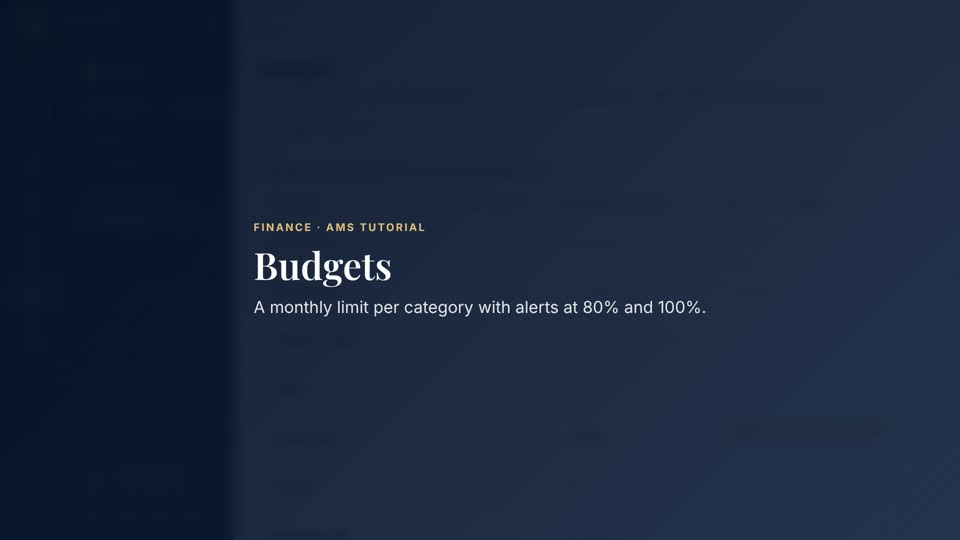 FINANCE · AMS TUTORIAL
Budgets
A monthly limit per category with alerts at 80% and 100%.